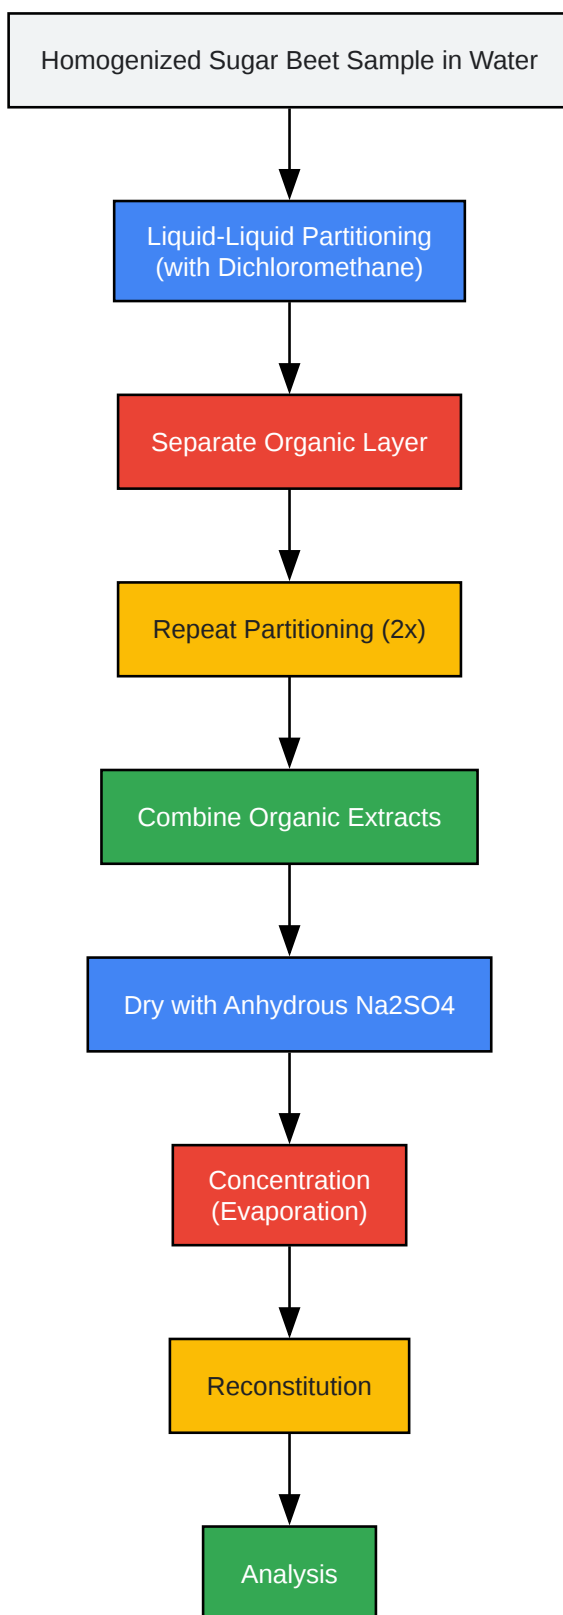 Homogenized Sugar Beet Sample in Water
Liquid-Liquid Partitioning
(with Dichloromethane)
Separate Organic Layer
Repeat Partitioning (2x)
Combine Organic Extracts
Dry with Anhydrous Na2SO4
Concentration
(Evaporation)
Reconstitution
Analysis